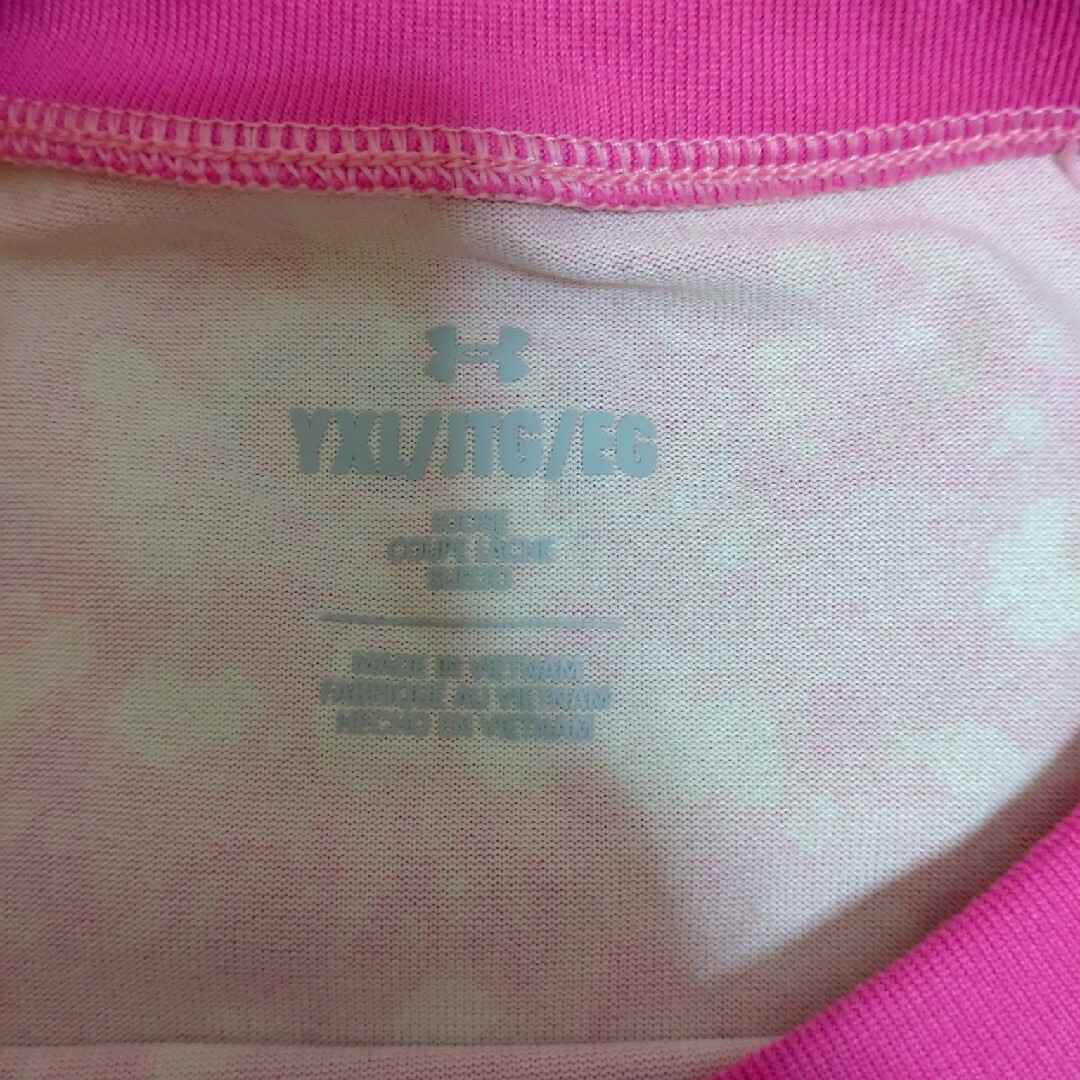 YXL/JTG/EG
LOOSE
COUPE LÂCHE
SUELTO
MADE IN VIETNAM
FABRIQUÉ AU VIETNAM
HECHO EN VIETNAM